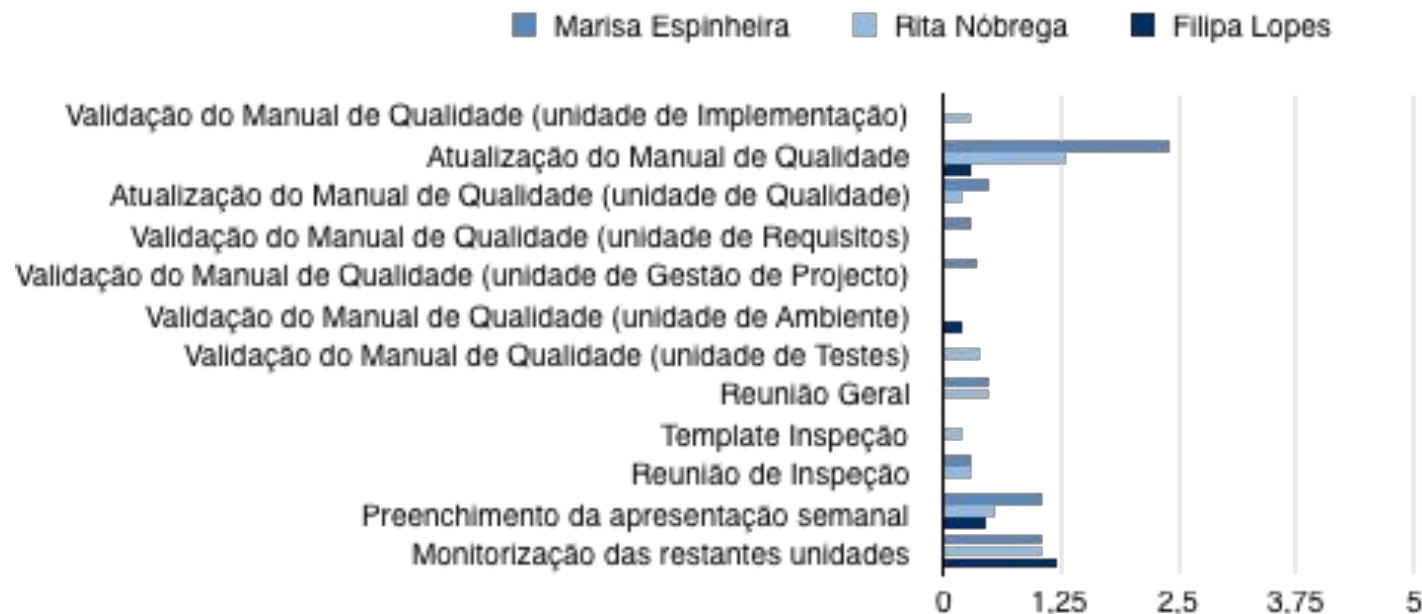 Marisa Espinheira Rita Nóbrega Filipa Lopes
Validação do Manual de Qualidade (unidade de Implementação)
Atualização do Manual de Qualidade
Atualização do Manual de Qualidade (unidade de Qualidade)
Validação do Manual de Qualidade (unidade de Requisitos)
Validação do Manual de Qualidade (unidade de Gestão de Projecto)
Validação do Manual de Qualidade (unidade de Ambiente)
Validação do Manual de Qualidade (unidade de Testes)
Reunião Geral
Template Inspeção
Reunião de Inspeção
Preenchimento da apresentação semanal
Monitorização das restantes unidades
0 1,25 2,5 3,75 5